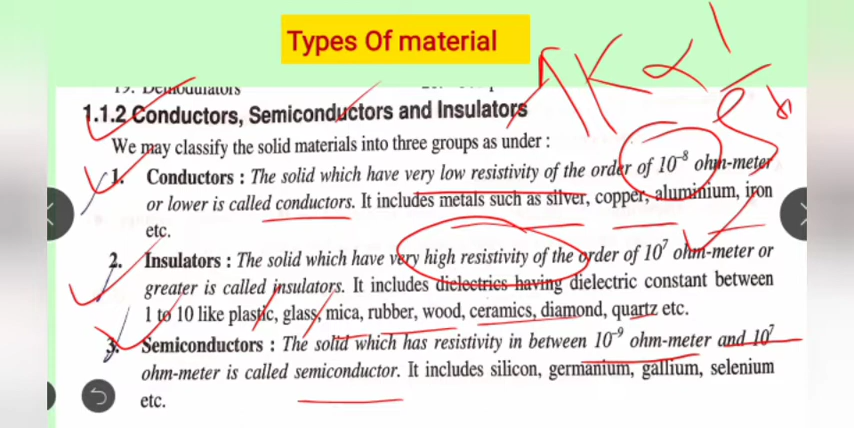 Types Of material
19. Demodulators
1.1.2 Conductors, Semiconductors and Insulators
We may classify the solid materials into three groups as under :
1. Conductors : The solid which have very low resistivity of the order of 10⁻⁸ ohm-meter
or lower is called conductors. It includes metals such as silver, copper, aluminium, iron
etc.
2. Insulators : The solid which have very high resistivity of the order of 10⁷ ohm-meter or
greater is called insulators. It includes dielectrics having dielectric constant between
1 to 10 like plastic, glass, mica, rubber, wood, ceramics, diamond, quartz etc.
3. Semiconductors : The solid which has resistivity in between 10⁻⁹ ohm-meter and 10⁷
ohm-meter is called semiconductor. It includes silicon, germanium, gallium, selenium
etc.